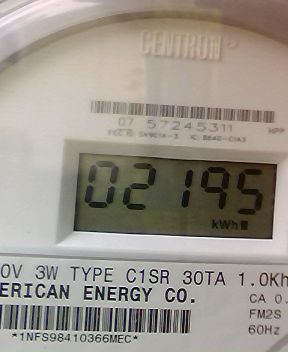 CENTRON
07 57245311 HPP
02195
kWh
0V 3W TYPE C1SR 30TA 1.0Kh
ERICAN ENERGY CO.
CA 0.
FM2S
*1NFS98410366MEC*
60Hz